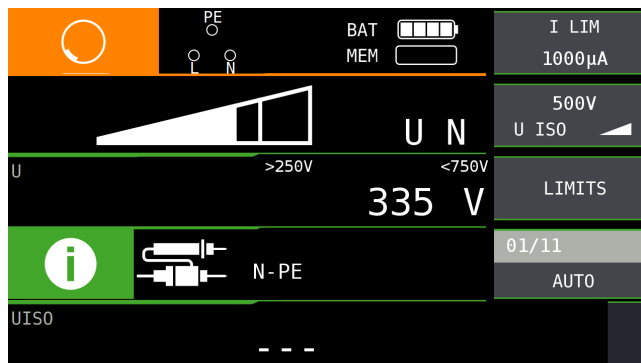 PE
L N
BAT
MEM
I LIM
1000µA
500V
U ISO
U N
U
>250V <750V
335 V
LIMITS
i
N-PE
01/11
AUTO
UISO
---